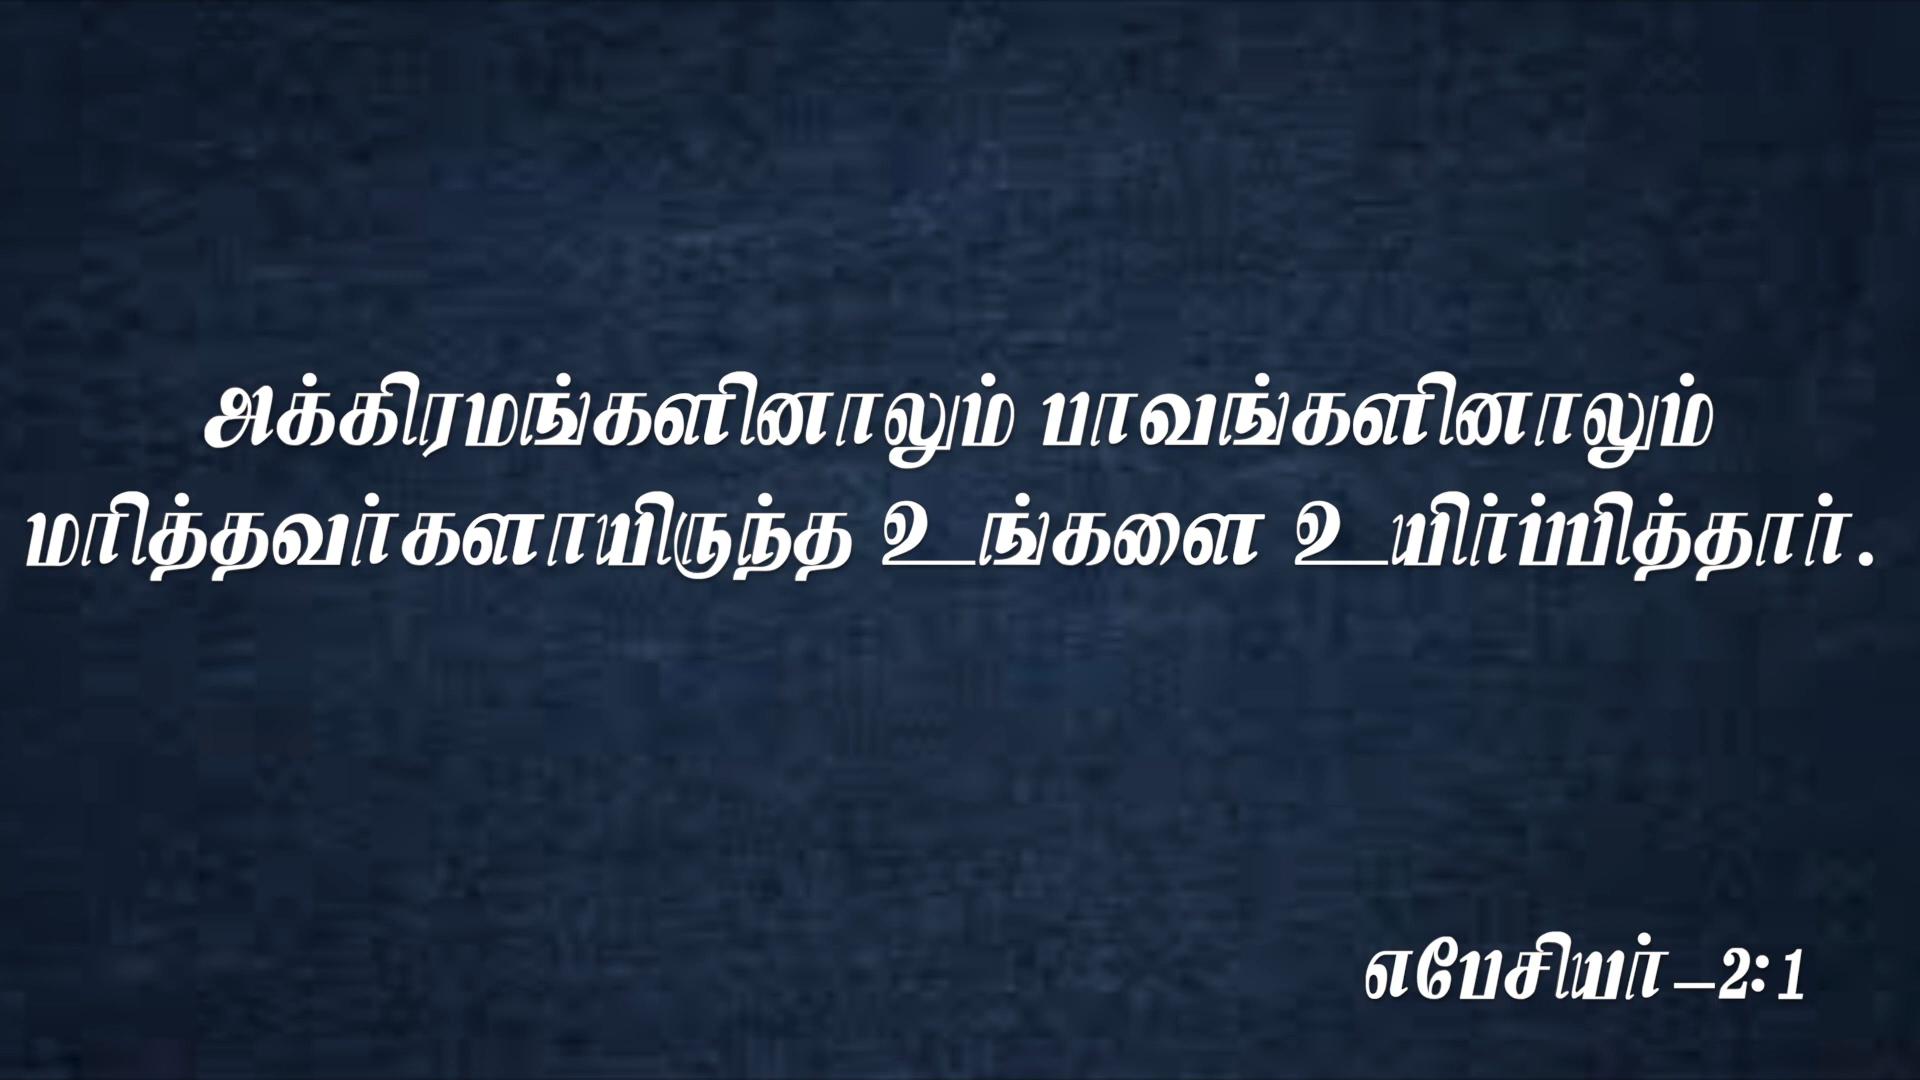 அக்கிரமங்களினாலும் பாவங்களினாலும்
மரித்தவர்களாயிருந்த உங்களை உயிர்ப்பித்தார்.
எபேசியர்–2:1